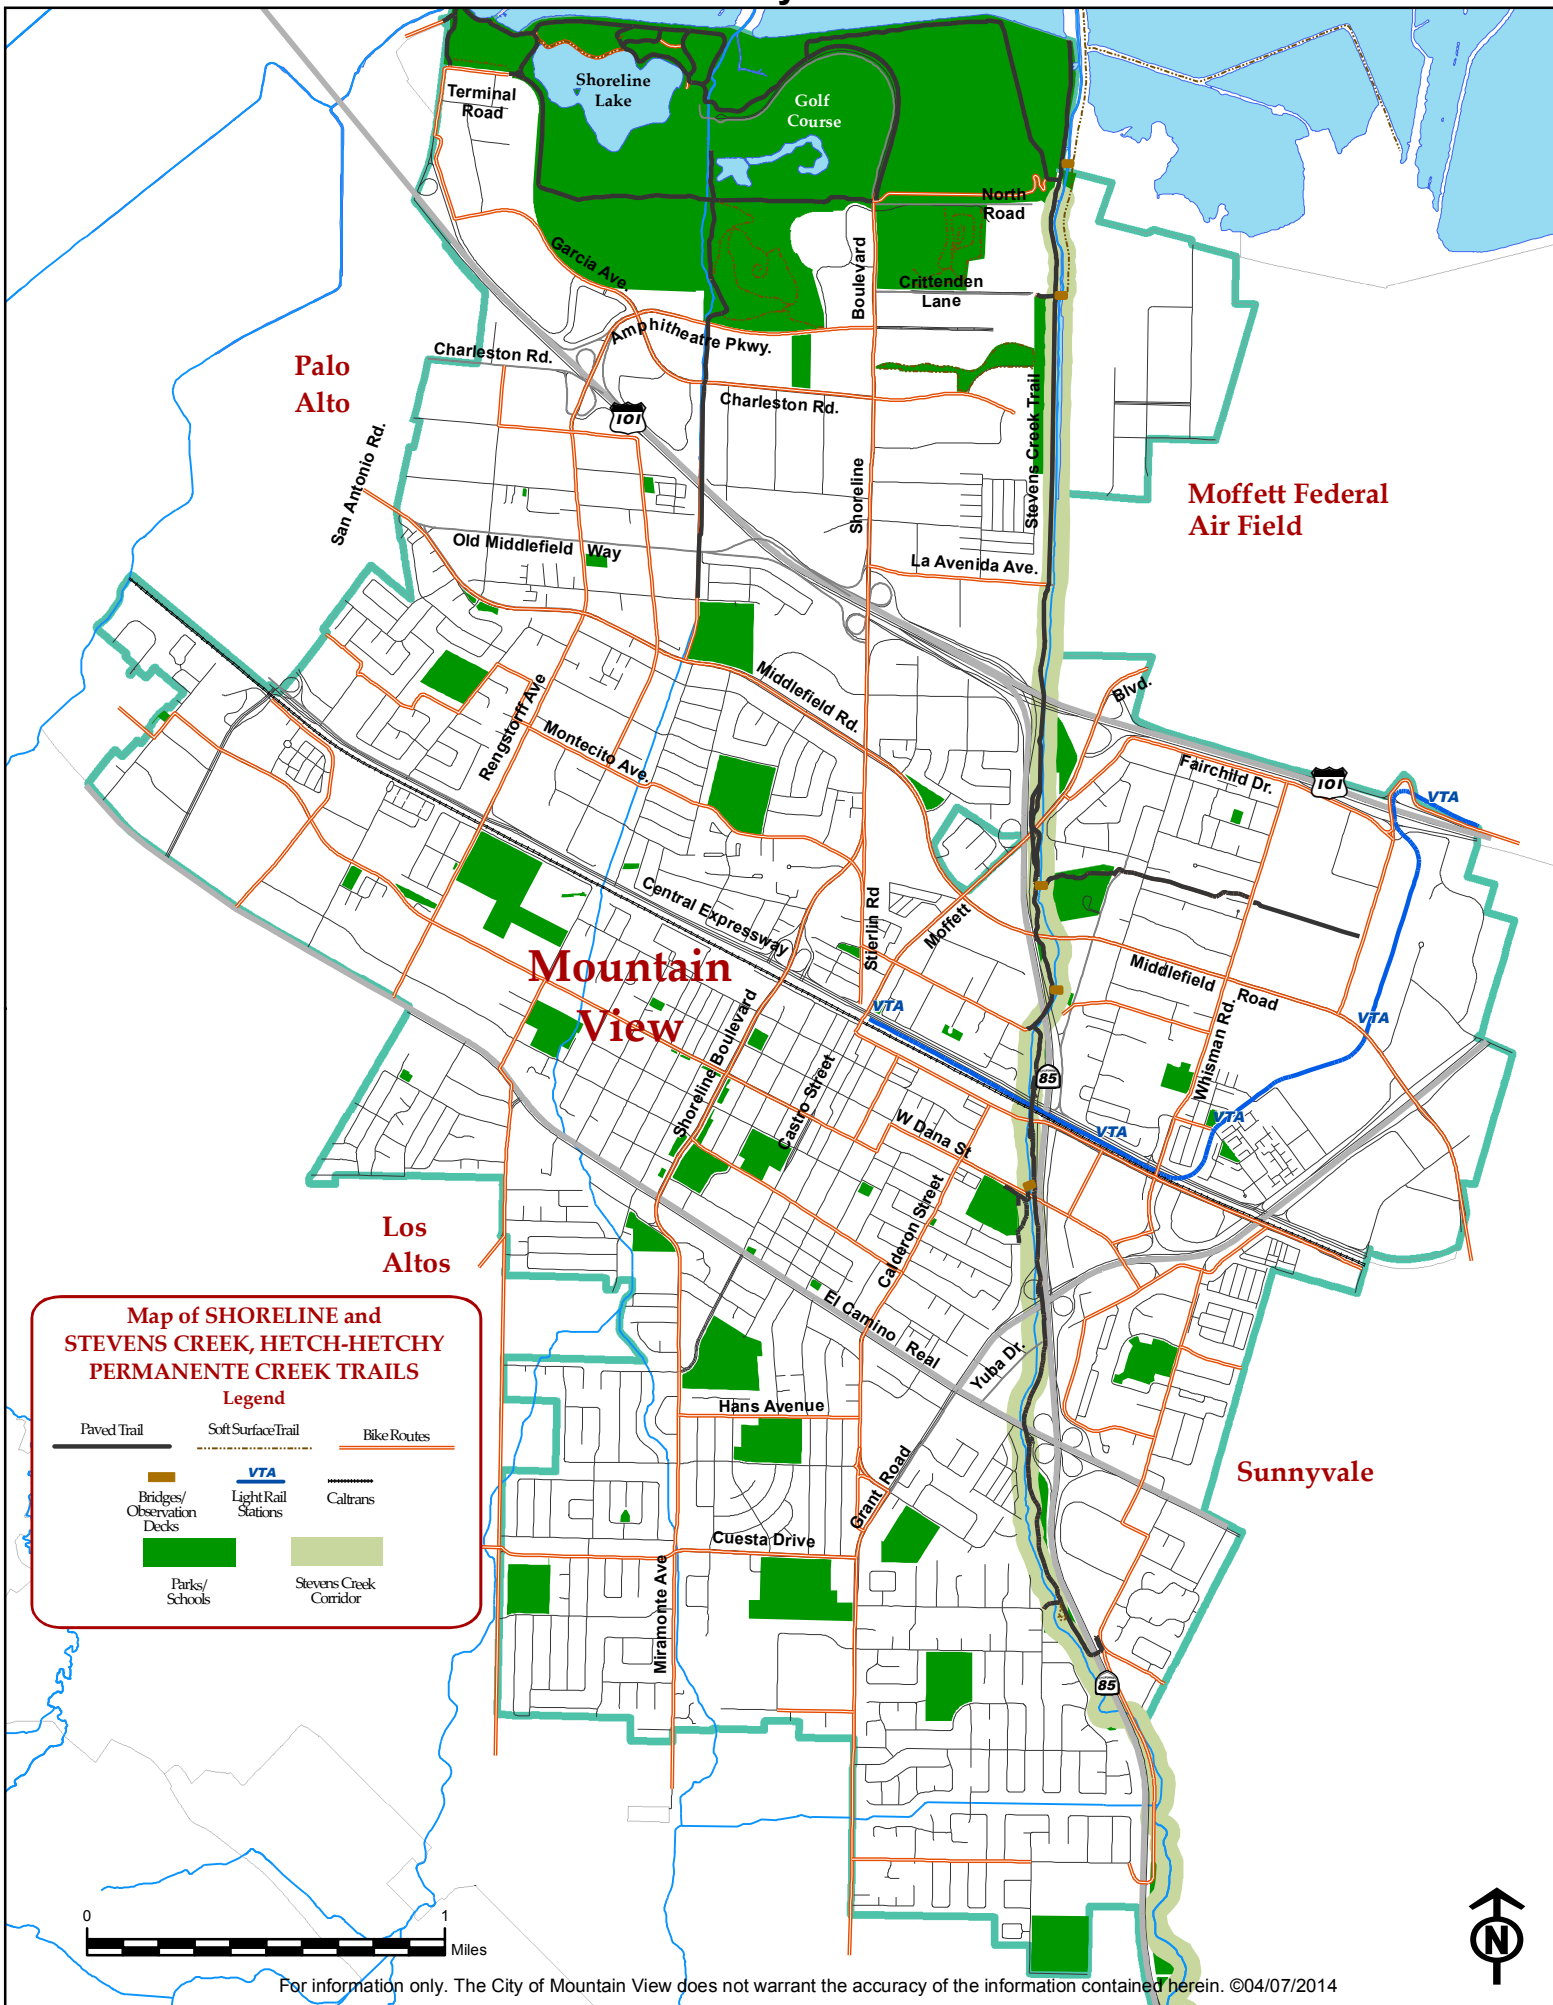 Shoreline
Lake
Golf
Course
Terminal
Road
North
Road
Garcia Ave.
Boulevard
Crittenden
Lane
Amphitheatre Pkwy.
Charleston Rd.
Palo
Alto
101
Charleston Rd.
Stevens Creek Trail
San Antonio Rd.
Shoreline
Moffett Federal
Air Field
Old Middlefield Way
La Avenida Ave.
Middlefield Rd.
Blvd.
Rengstorff Ave
Montecito Ave.
Fairchild Dr.
101
VTA
Central Expressway
Stierlin Rd
Moffett
Mountain
View
Middlefield Road
VTA
VTA
Shoreline Boulevard
Castro Street
85
Whisman Rd.
W Dana St
VTA
VTA
Calderon Street
Los
Altos
El Camino Real
Yuba Dr.
Map of SHORELINE and
STEVENS CREEK, HETCH-HETCHY
PERMANENTE CREEK TRAILS
Legend
Paved Trail
Soft Surface Trail
Bike Routes
VTA
Bridges/
Observation
Decks
Light Rail
Stations
Caltrans
Parks/
Schools
Stevens Creek
Corridor
Hans Avenue
Grant Road
Sunnyvale
Cuesta Drive
Miramonte Ave
85
0 1
Miles
N
For information only. The City of Mountain View does not warrant the accuracy of the information contained herein. ©04/07/2014